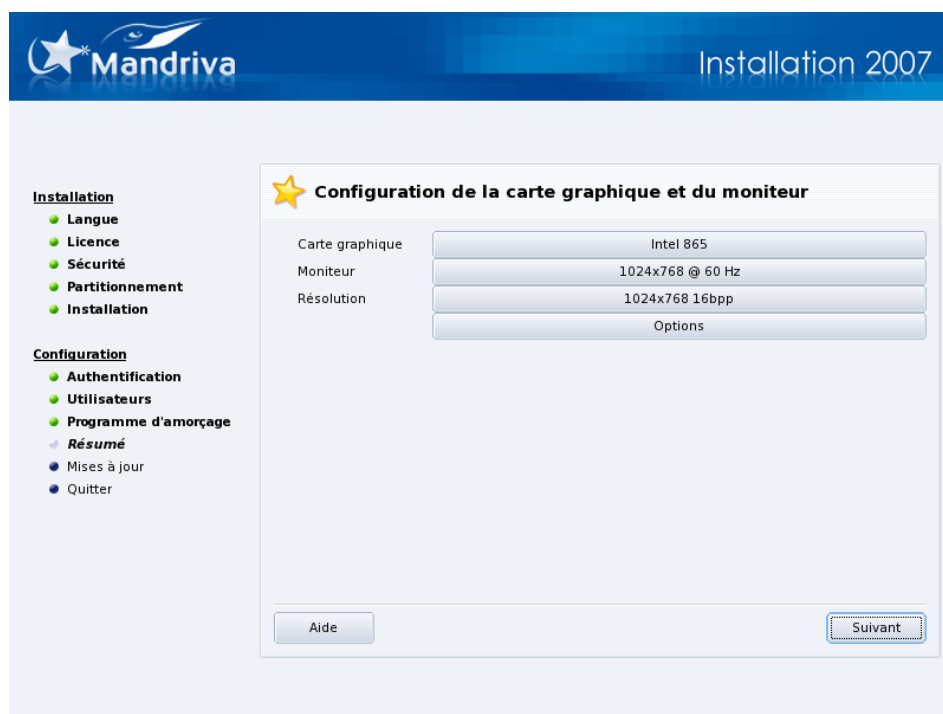 Mandriva
Installation 2007
Installation
Langue
Licence
Sécurité
Partitionnement
Installation
Configuration
Authentification
Utilisateurs
Programme d'amorçage
Résumé
Mises à jour
Quitter
Configuration de la carte graphique et du moniteur
Carte graphique Intel 865
Moniteur 1024x768 @ 60 Hz
Résolution 1024x768 16bpp
Options
Aide Suivant